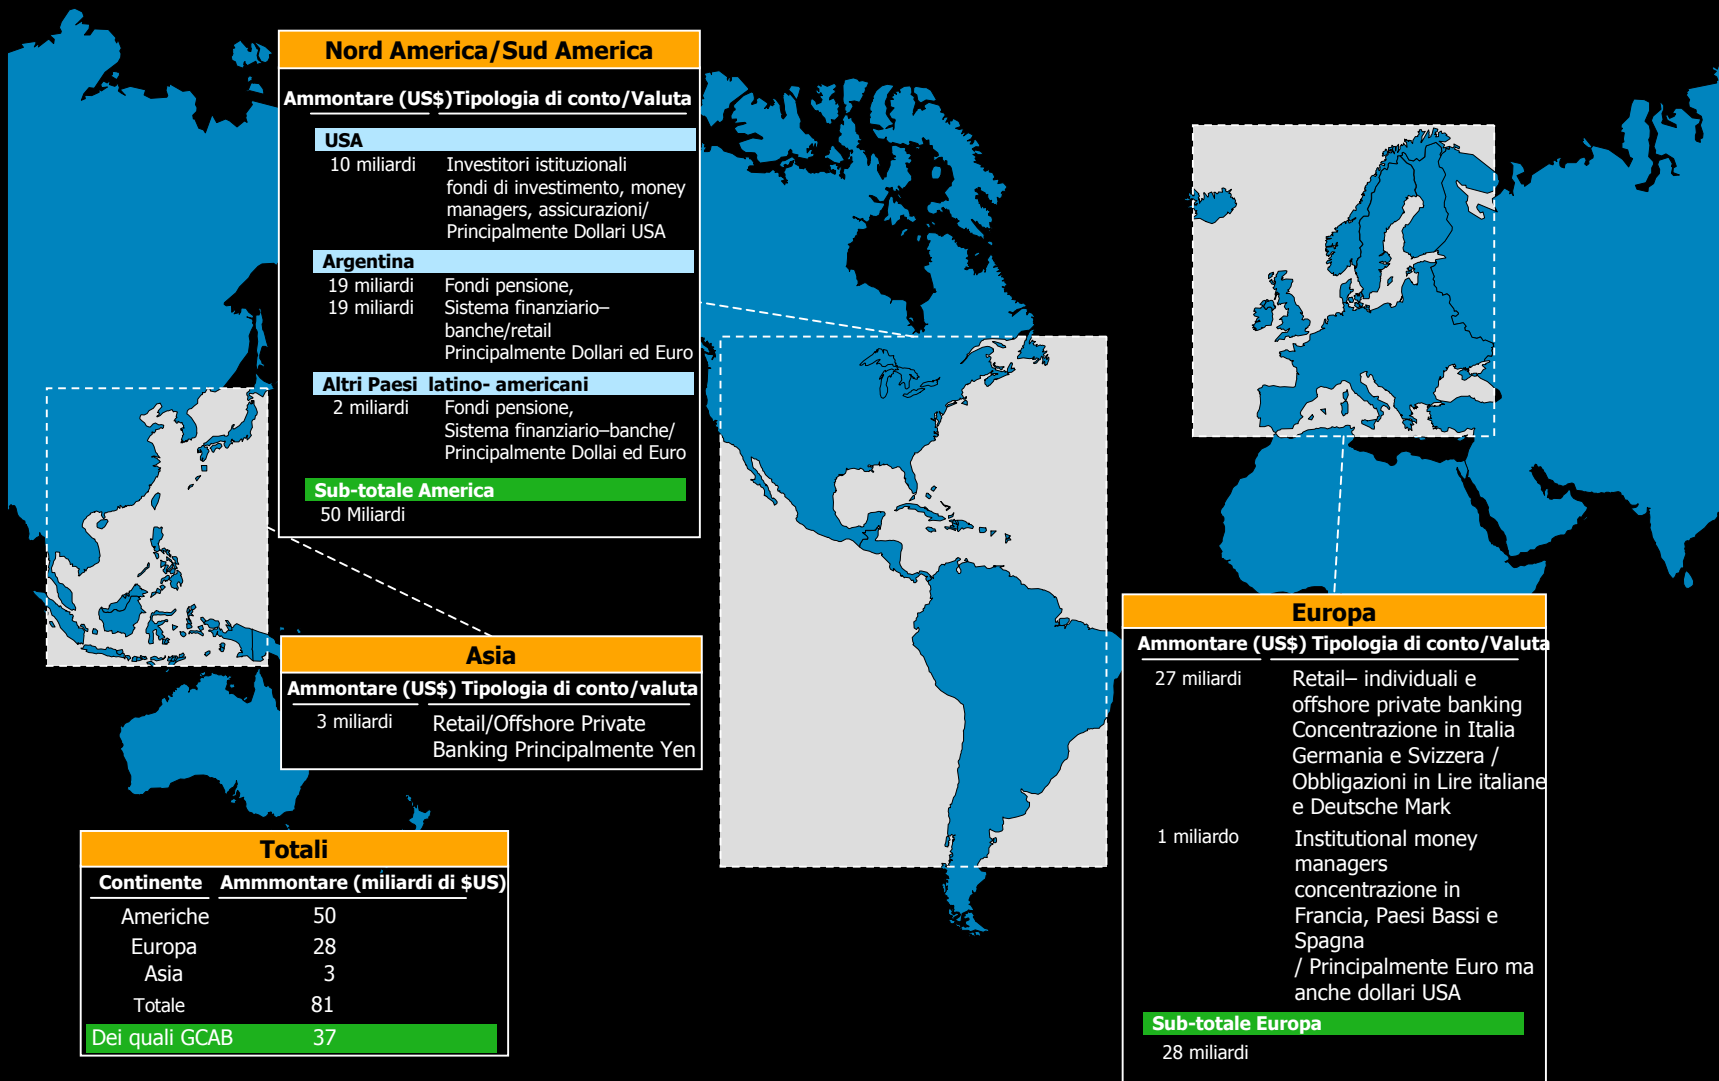 Nord America/Sud America
Ammontare (US$) Tipologia di conto/Valuta
USA
10 miliardi Investitori istituzionali
fondi di investimento, money
managers, assicurazioni/
Principalmente Dollari USA
Argentina
19 miliardi Fondi pensione,
19 miliardi Sistema finanziario–
banche/retail
Principalmente Dollari ed Euro
Altri Paesi latino- americani
2 miliardi Fondi pensione,
Sistema finanziario–banche/
Principalmente Dollai ed Euro
Sub-totale America
50 Miliardi
Asia
Ammontare (US$) Tipologia di conto/valuta
3 miliardi Retail/Offshore Private
Banking Principalmente Yen
Europa
Ammontare (US$) Tipologia di conto/Valuta
27 miliardi Retail– individuali e
offshore private banking
Concentrazione in Italia
Germania e Svizzera /
Obbligazioni in Lire italiane
e Deutsche Mark
1 miliardo Institutional money
managers
concentrazione in
Francia, Paesi Bassi e
Spagna
/ Principalmente Euro ma
anche dollari USA
Sub-totale Europa
28 miliardi
Totali
Continente Ammmontare (miliardi di $US)
Americhe 50
Europa 28
Asia 3
Totale 81
Dei quali GCAB 37